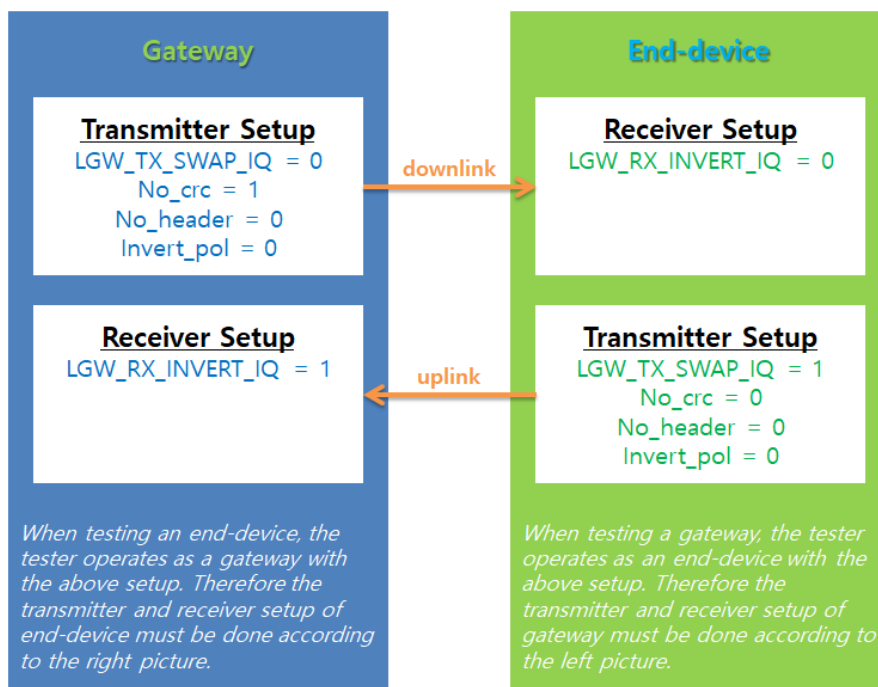 Gateway
Transmitter Setup
LGW_TX_SWAP_IQ = 0
No_crc = 1
No_header = 0
Invert_pol = 0
Receiver Setup
LGW_RX_INVERT_IQ = 1
When testing an end-device, the
tester operates as a gateway with
the above setup. Therefore the
transmitter and receiver setup of
end-device must be done according
to the right picture.
downlink
uplink
End-device
Receiver Setup
LGW_RX_INVERT_IQ = 0
Transmitter Setup
LGW_TX_SWAP_IQ = 1
No_crc = 0
No_header = 0
Invert_pol = 0
When testing a gateway, the tester
operates as an end-device with the
above setup. Therefore the
transmitter and receiver setup of
gateway must be done according to
the left picture.